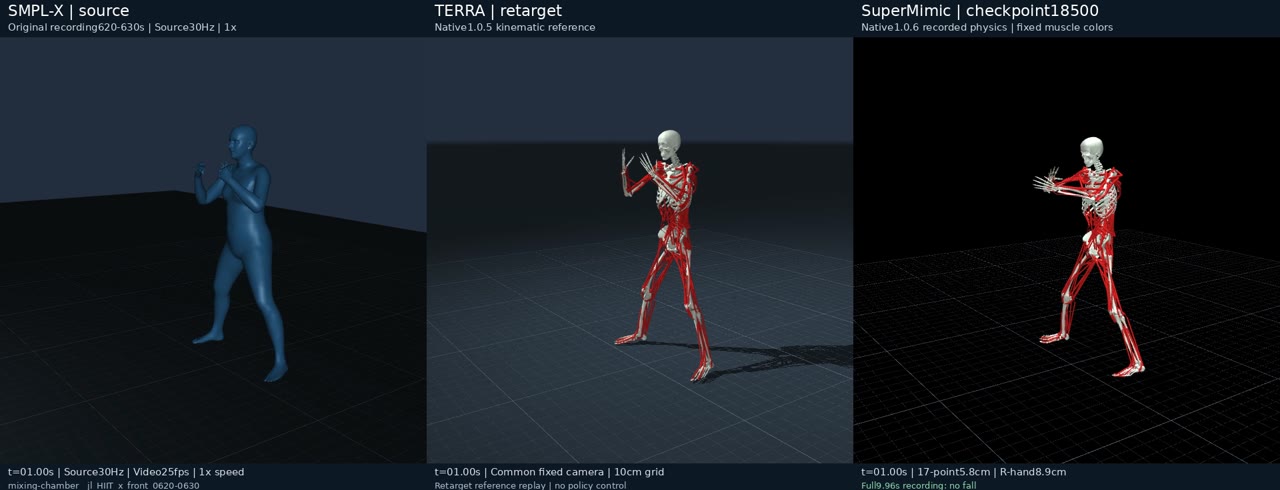 SMPL-X | source
Original recording620-630s | Source30Hz | 1x
TERRA | retarget
Native1.0.5 kinematic reference
SuperMimic | checkpoint18500
Native1.0.6 recorded physics | fixed muscle colors
t=01.00s | Source30Hz | Video25fps | 1x speed
mixing-chamber__jl_HIIT_x_front_0620-0630
t=01.00s | Common fixed camera | 10cm grid
Retarget reference replay | no policy control
t=01.00s | 17-point5.8cm | R-hand8.9cm
Full9.96s recording: no fall